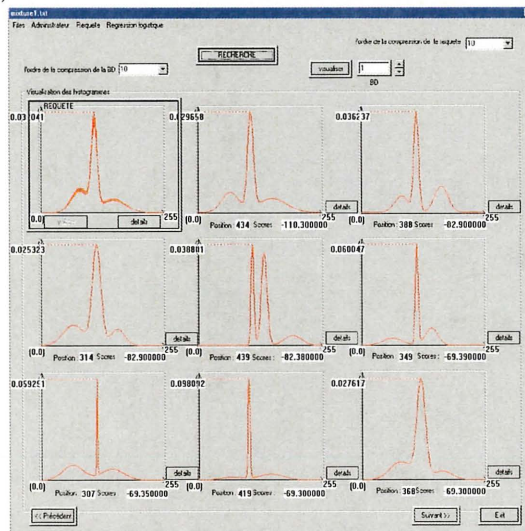 mixtuse1.txt
Files Administrateur Requete Regression logistique
l'ordre de la compression de la requete 10
RECHERCHE
l'ordre de la compression de la BD 10
visualiser 1
BD
Visualisation des histogrammes
REQUETE
0.029658
0.036237
(0.0) details 255
details (0.0) Position 434 Scores -110.300000 255
details (0.0) Position 388 Scores -82.900000 255
0.025323
0.038801
0.060047
details (0.0) Position 314 Scores -82.900000 255
details (0.0) Position 439 Scores : -82.380000 255
details (0.0) Position 349 Scores : -69.390000 255
0.059251
0.098092
0.027617
details (0.0) Position 307 Scores -69.350000 255
details (0.0) Position 419 Scores -69.300000 255
details (0.0) Position 368 Scores -69.300000 255
<< Précédent Suivant >> Exit